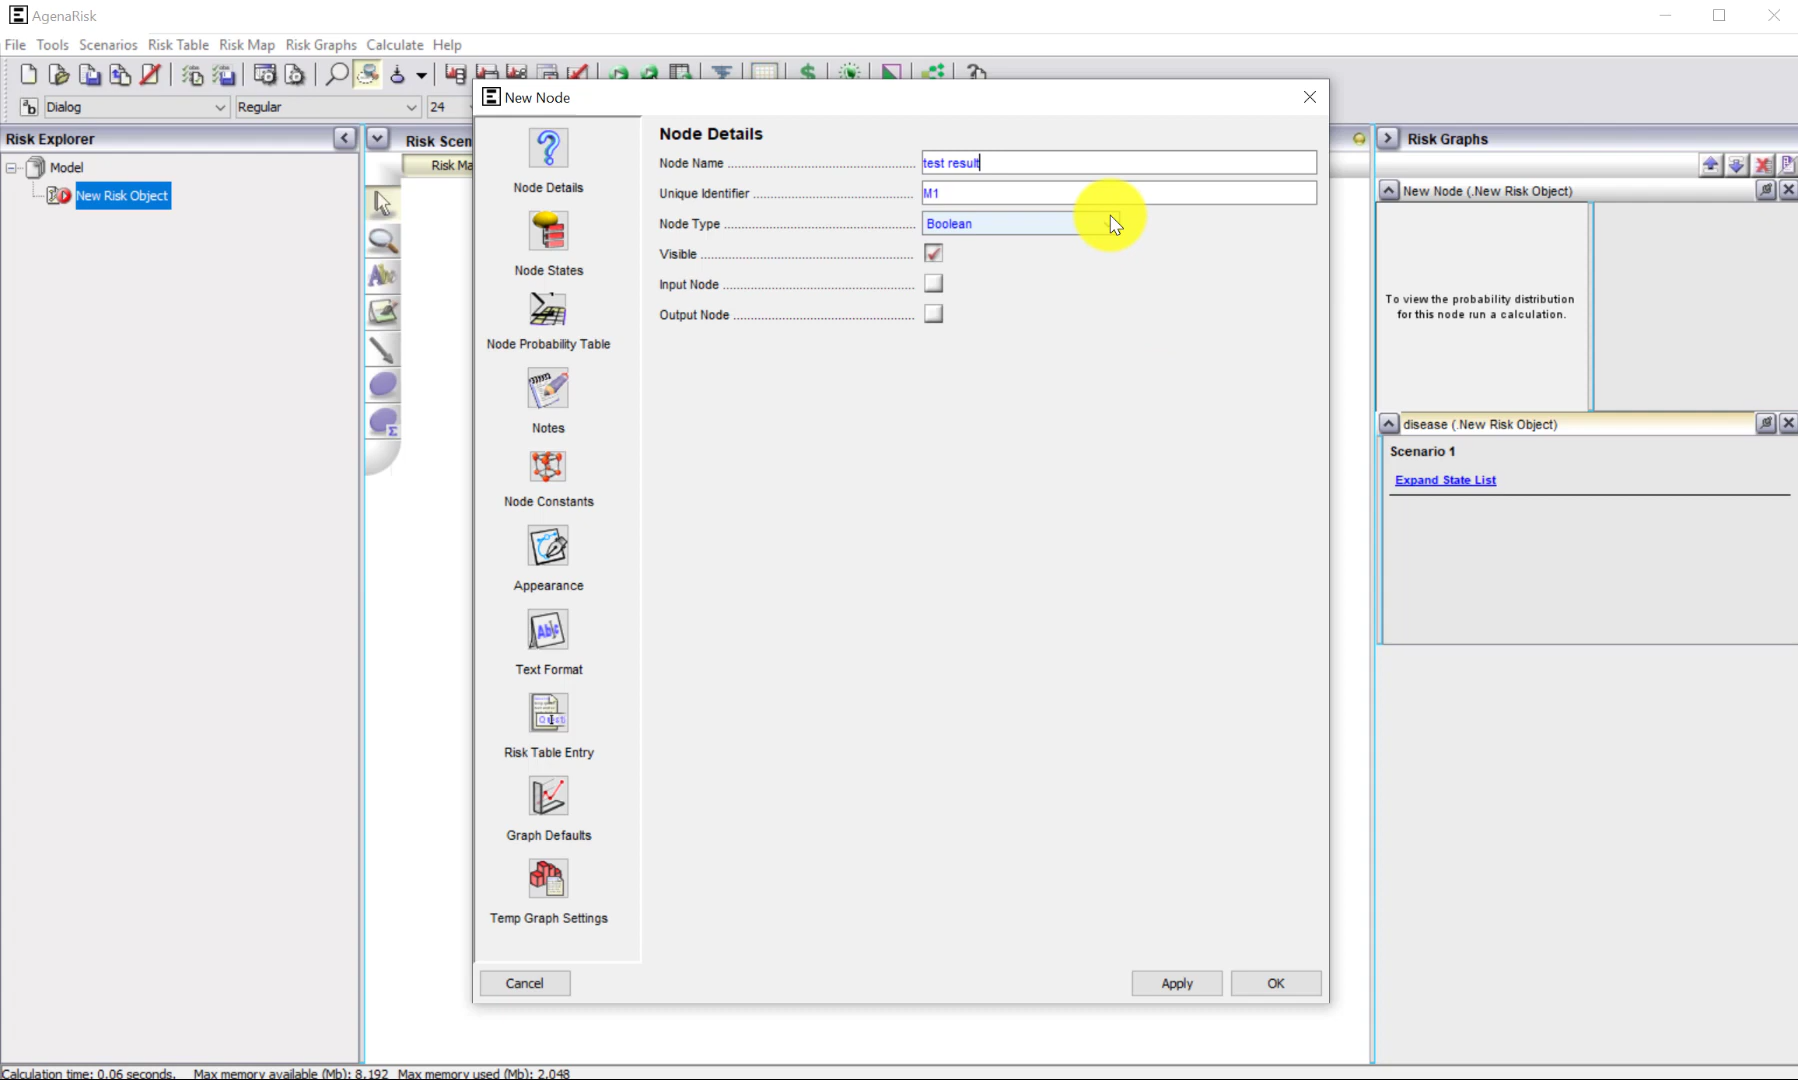 AgenaRisk
File Tools Scenarios Risk Table Risk Map Risk Graphs Calculate Help
Dialog Regular 24
New Node
Risk Explorer
Risk Scen
Risk Graphs
Model
Risk Ma
New Risk Object
Node Details
Node Name
test result
Unique Identifier
M1
Node Type
Boolean
Visible
Input Node
Output Node
Node Details
Node States
Node Probability Table
Notes
Node Constants
Appearance
Text Format
Risk Table Entry
Graph Defaults
Temp Graph Settings
Cancel
Apply
OK
New Node (.New Risk Object)
To view the probability distribution
for this node run a calculation.
disease (.New Risk Object)
Scenario 1
Expand State List
Calculation time: 0.06 seconds. Max memory available (Mb): 8,192 Max memory used (Mb): 2,048